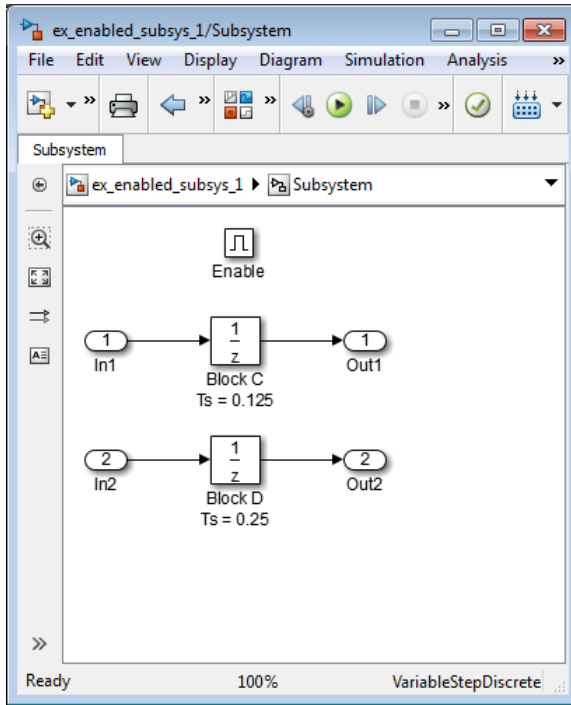 ex_enabled_subsys_1/Subsystem
File Edit View Display Diagram Simulation Analysis »
» » » »
Subsystem
ex_enabled_subsys_1 Subsystem
Enable
1 1 z 1
In1 Out1
Block C
Ts = 0.125
2 1 z 2
In2 Out2
Block D
Ts = 0.25
»
Ready 100% VariableStepDiscrete